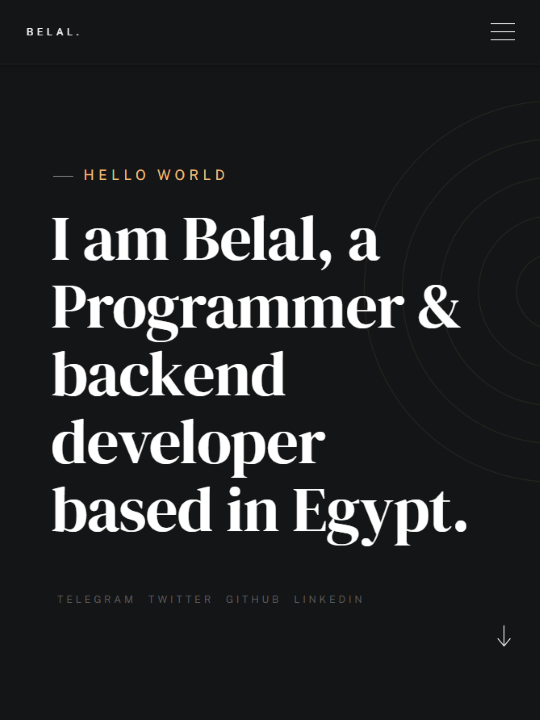 BELAL.
HELLO WORLD
I am Belal, a
Programmer &
backend
developer
based in Egypt.
TELEGRAM TWITTER GITHUB LINKEDIN